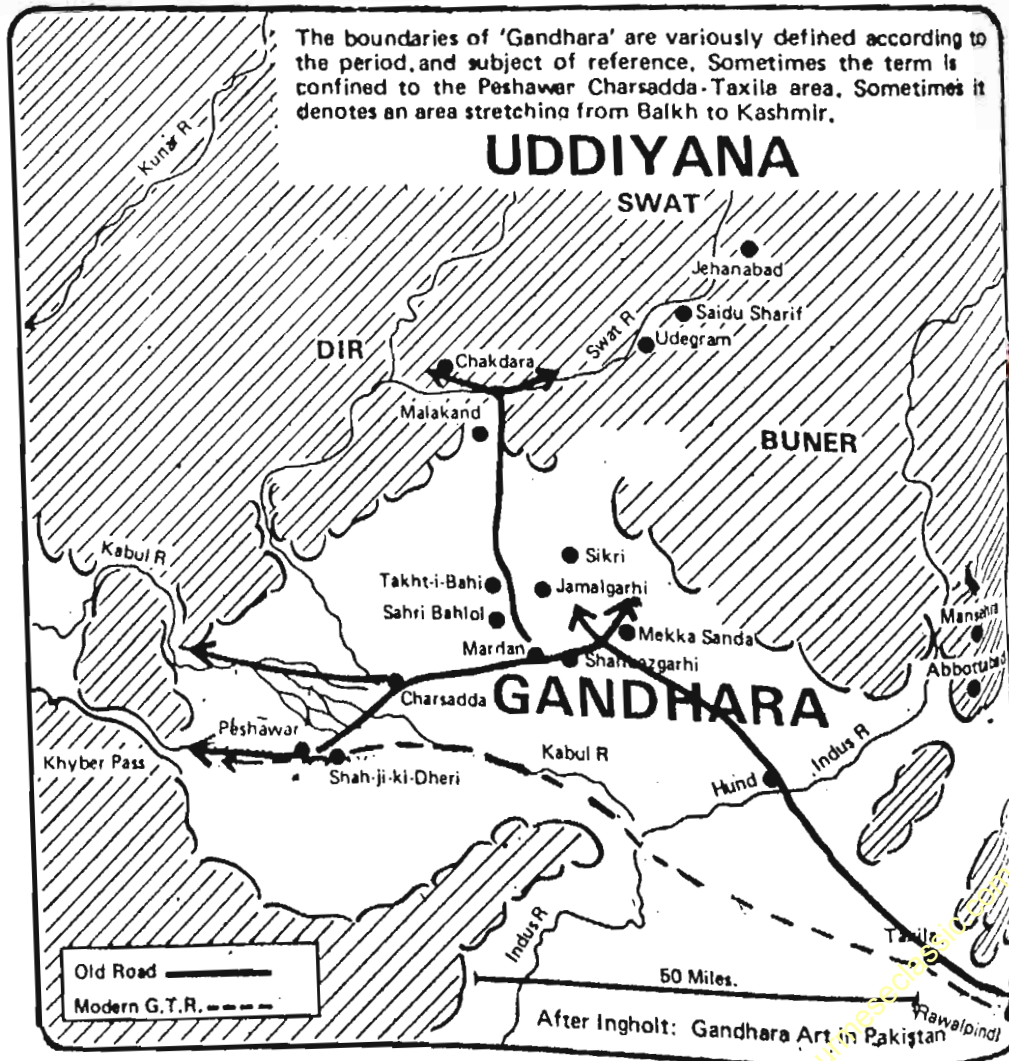 The boundaries of 'Gandhara' are variously defined according to
the period, and subject of reference. Sometimes the term is
confined to the Peshawar Charsadda-Taxila area. Sometimes it
denotes an area stretching from Balkh to Kashmir.
UDDIYANA
SWAT
Kunar R
Jehanabad
Saidu Sharif
Swat R
Udegram
DIR
Chakdara
Malakand
BUNER
Kabul R
Sikri
Takht-i-Bahi
Jamalgarhi
Sahri Bahlol
Mansehra
Mekka Sanda
Mardan
Abbottabad
Charsadda
GANDHARA
Peshāwar
Khyber Pass
Kabul R
Indus R
Shah-ji-ki-Dheri
Hund
Indus R
Taxila
Old Road
50 Miles.
Modern G.T.R.
Rawalpindi
After Ingholt: Gandhara Art in Pakistan